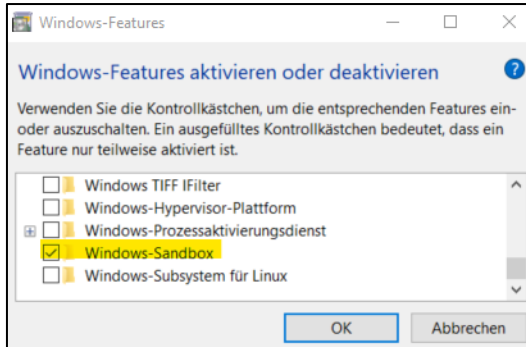 Windows-Features
Windows-Features aktivieren oder deaktivieren
Verwenden Sie die Kontrollkästchen, um die entsprechenden Features ein-
oder auszuschalten. Ein ausgefülltes Kontrollkästchen bedeutet, dass ein
Feature nur teilweise aktiviert ist.
Windows TIFF IFilter
Windows-Hypervisor-Plattform
Windows-Prozessaktivierungsdienst
Windows-Sandbox
Windows-Subsystem für Linux
OK Abbrechen